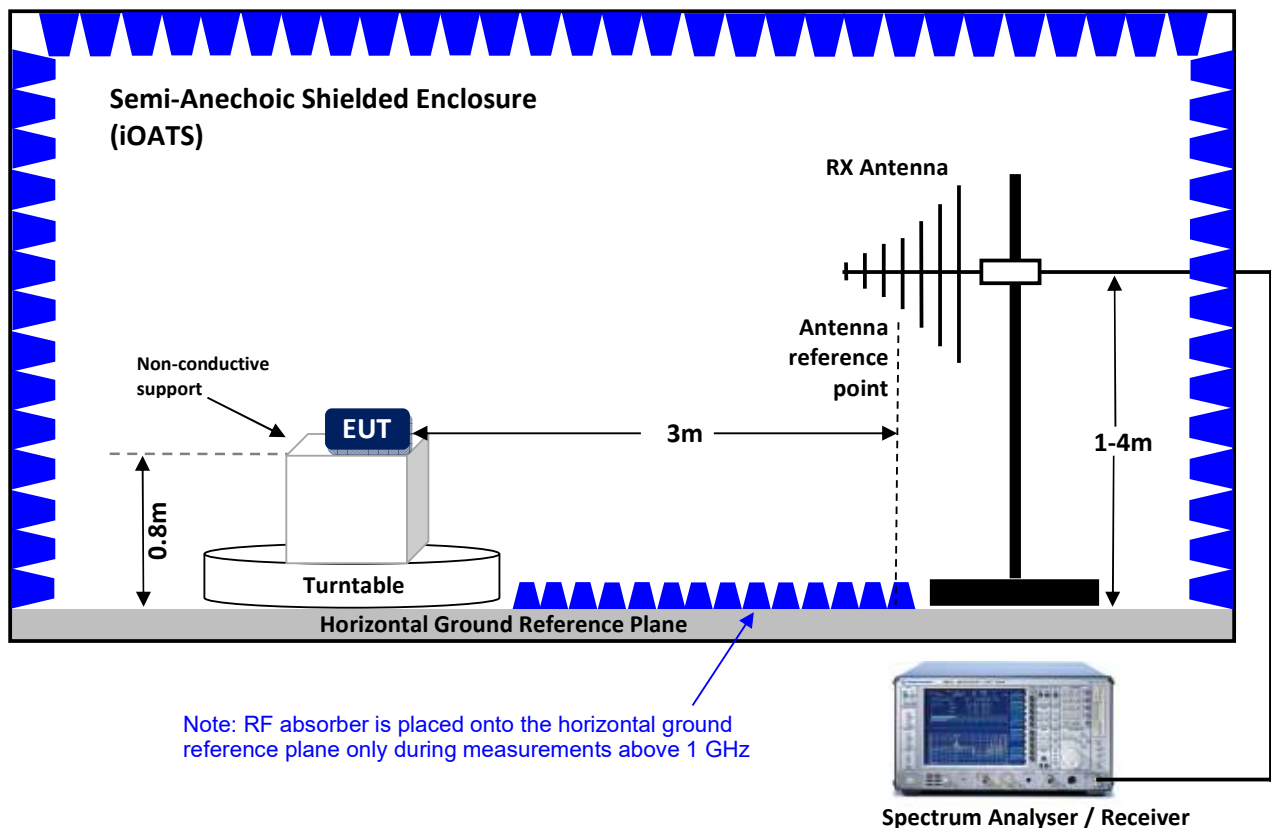 Semi-Anechoic Shielded Enclosure
(iOATS)
RX Antenna
Antenna
reference
point
Non-conductive
support
EUT
3m
1-4m
0.8m
Turntable
Horizontal Ground Reference Plane
Note: RF absorber is placed onto the horizontal ground
reference plane only during measurements above 1 GHz
Spectrum Analyser / Receiver